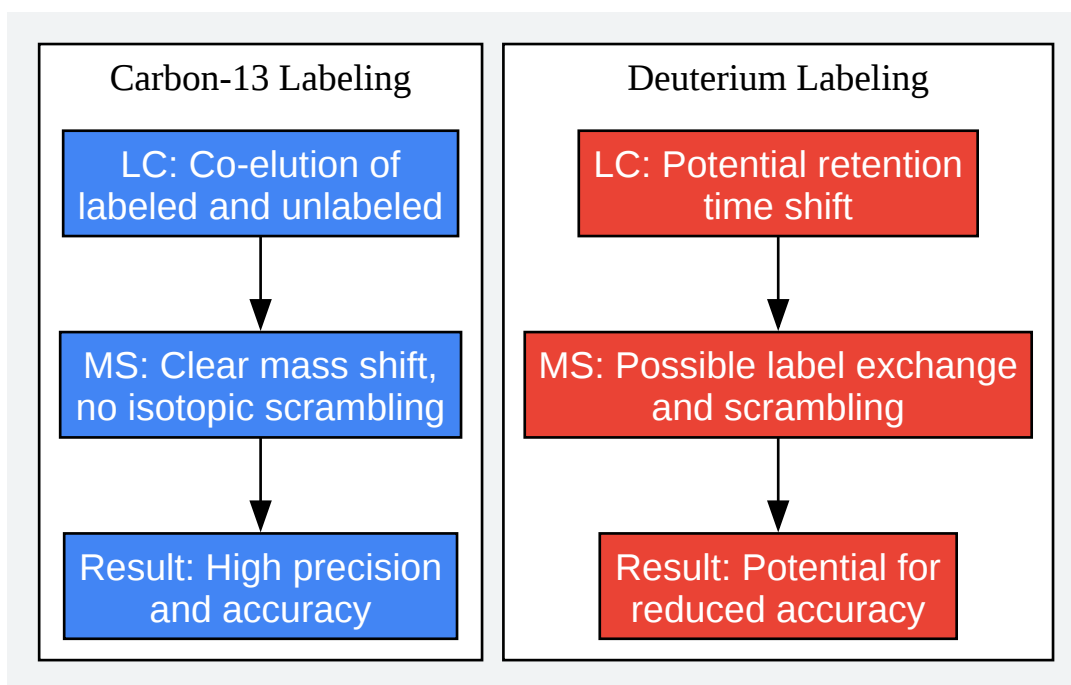 Carbon-13 Labeling
LC: Co-elution of
labeled and unlabeled
MS: Clear mass shift,
no isotopic scrambling
Result: High precision
and accuracy
Deuterium Labeling
LC: Potential retention
time shift
MS: Possible label exchange
and scrambling
Result: Potential for
reduced accuracy